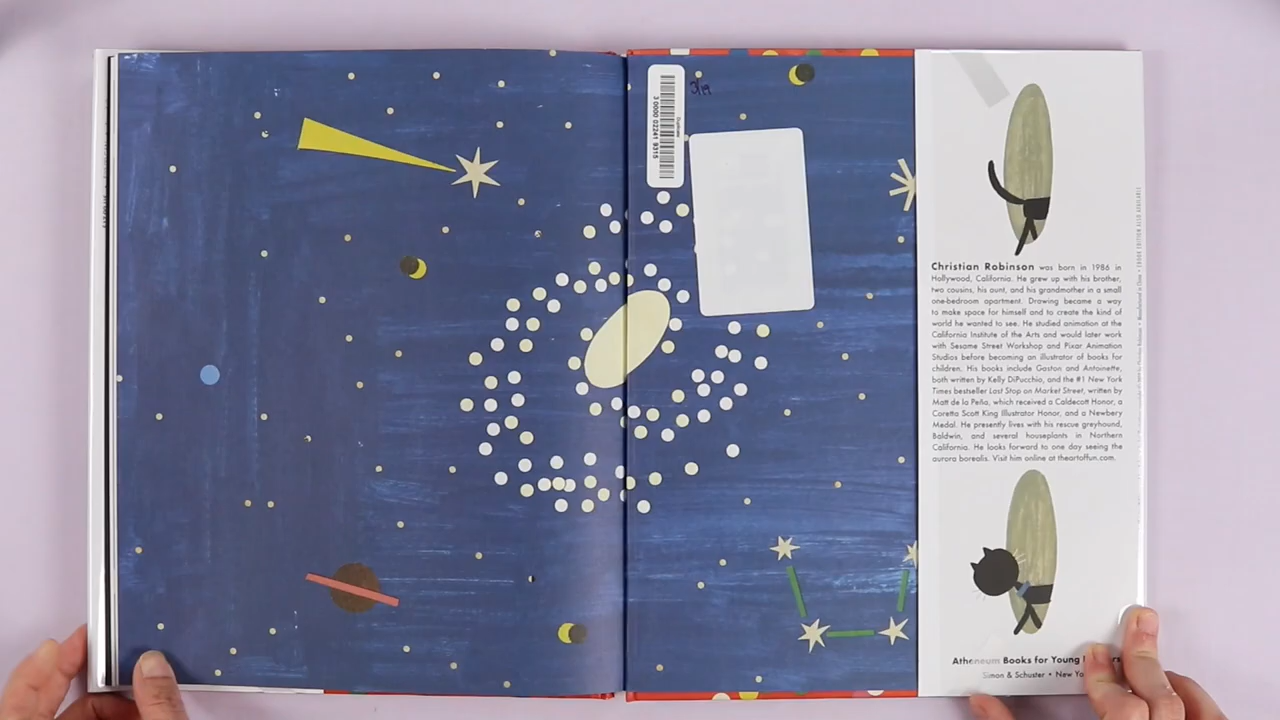 3/19
3 0000 02241 9315
Christian Robinson was born in 1986 in
Hollywood, California. He grew up with his brother,
two cousins, his aunt, and his grandmother in a small
one-bedroom apartment. Drawing became a way
to make space for himself and to create the kind of
world he wanted to see. He studied animation at the
California Institute of the Arts and would later work
with Sesame Street Workshop and Pixar Animation
Studios before becoming an illustrator of books for
children. His books include Gaston and Antoinette,
both written by Kelly DiPucchio, and the #1 New York
Times bestseller Last Stop on Market Street, written by
Matt de la Peña, which received a Caldecott Honor, a
Coretta Scott King Illustrator Honor, and a Newbery
Medal. He presently lives with his rescue greyhound,
Baldwin, and several houseplants in Northern
California. He looks forward to one day seeing the
aurora borealis. Visit him online at theartoffun.com.
Atheneum Books for Young
Simon & Schuster • New